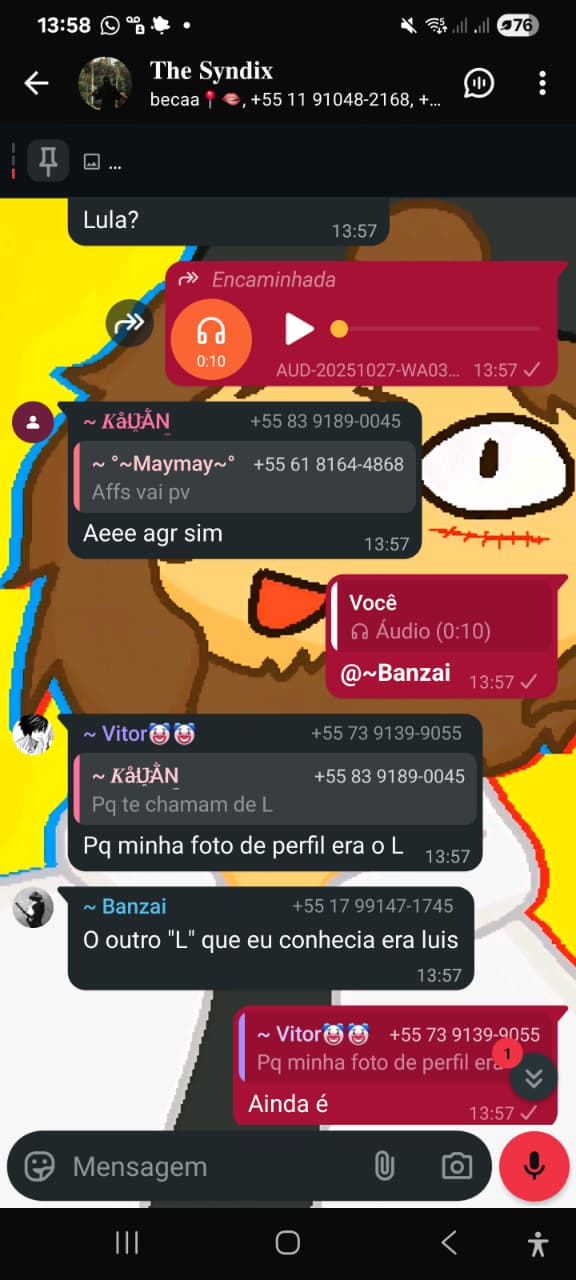 13:58
76
The Syndix
becaa📍🫦, +55 11 91048-2168, +...
...
Lula?
13:57
Encaminhada
0:10
AUD-20251027-WA03... 13:57
~ KåUÅN +55 83 9189-0045
~ °~Maymay~° +55 61 8164-4868
Affs vai pv
Aeee agr sim
13:57
Você
Áudio (0:10)
@~Banzai 13:57
~ Vitor🤡🤡 +55 73 9139-9055
~ KåUÅN +55 83 9189-0045
Pq te chamam de L
Pq minha foto de perfil era o L 13:57
~ Banzai +55 17 99147-1745
O outro "L" que eu conhecia era luis
13:57
~ Vitor🤡🤡 +55 73 9139-9055
Pq minha foto de perfil era
1
Ainda é
13:57
Mensagem